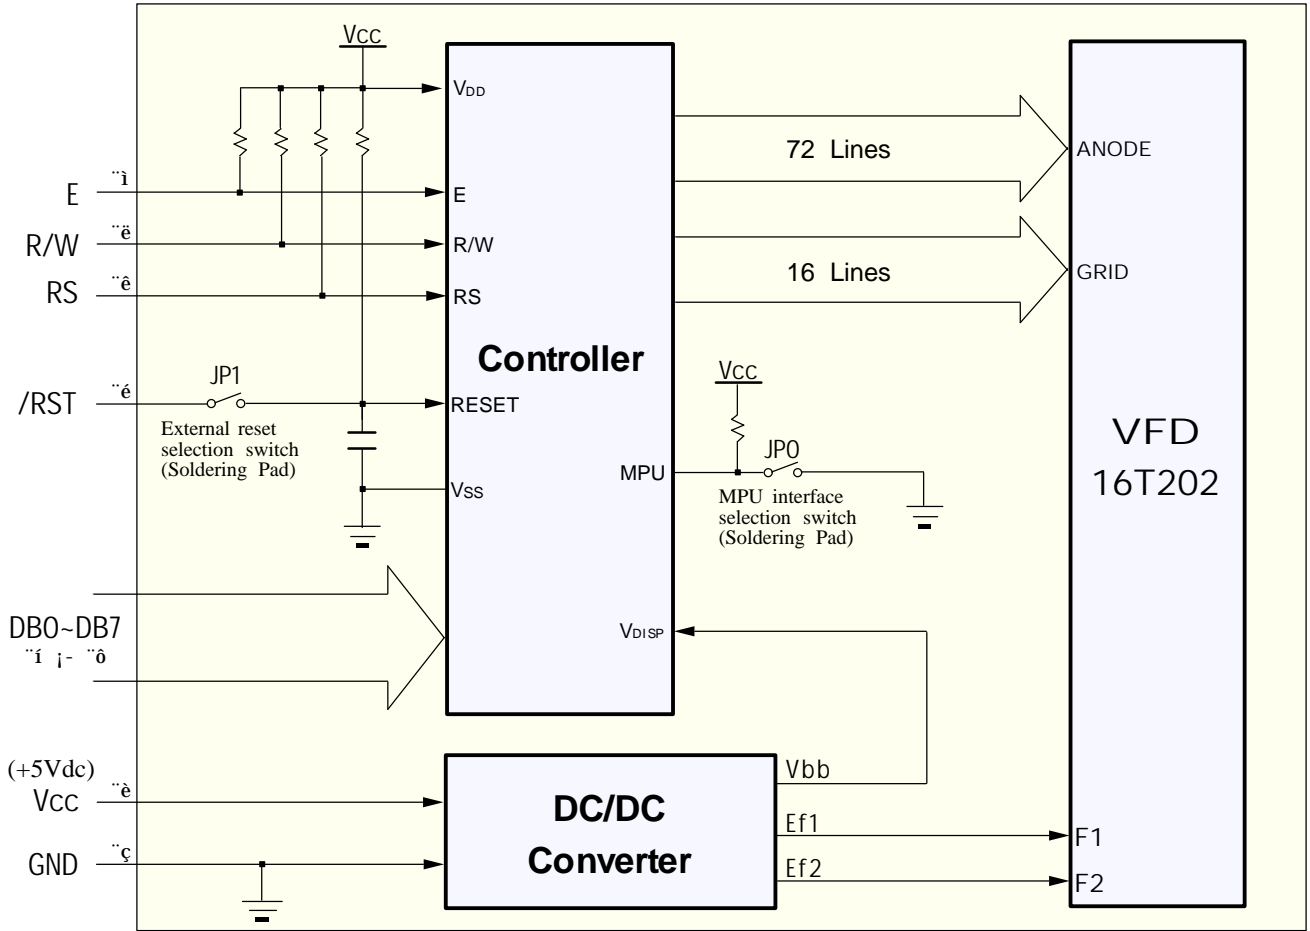 Vcc
VDD
72 Lines
ANODE
E ¨ì
E
R/W ¨ë
R/W
16 Lines
GRID
RS ¨ê
RS
Controller
/RST ¨é
JP1
RESET
External reset
selection switch
(Soldering Pad)
Vcc
MPU
JP0
MPU interface
selection switch
(Soldering Pad)
VFD
16T202
VSS
DB0~DB7
¨í ¡- ¨ô
VDISP
(+5Vdc)
Vcc ¨è
GND ¨ç
DC/DC
Converter
Vbb
Ef1
F1
Ef2
F2